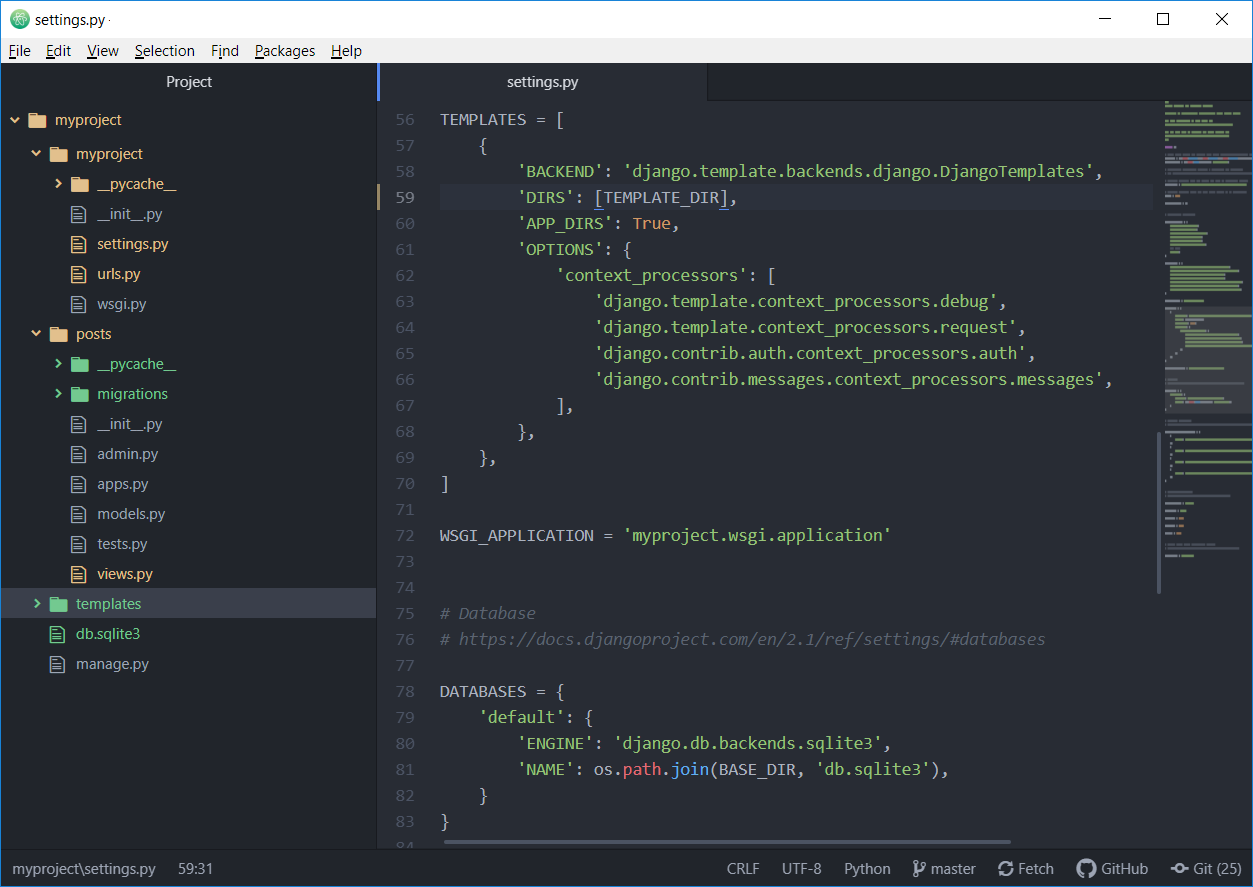 settings.py
File Edit View Selection Find Packages Help
Project
settings.py
myproject
myproject
__pycache__
__init__.py
settings.py
urls.py
wsgi.py
posts
__pycache__
migrations
__init__.py
admin.py
apps.py
models.py
tests.py
views.py
templates
db.sqlite3
manage.py
56 TEMPLATES = [
57     {
58         'BACKEND': 'django.template.backends.django.DjangoTemplates',
59         'DIRS': [TEMPLATE_DIR],
60         'APP_DIRS': True,
61         'OPTIONS': {
62             'context_processors': [
63                 'django.template.context_processors.debug',
64                 'django.template.context_processors.request',
65                 'django.contrib.auth.context_processors.auth',
66                 'django.contrib.messages.context_processors.messages',
67             ],
68         },
69     },
70 ]
71
72 WSGI_APPLICATION = 'myproject.wsgi.application'
73
74
75 # Database
76 # https://docs.djangoproject.com/en/2.1/ref/settings/#databases
77
78 DATABASES = {
79     'default': {
80         'ENGINE': 'django.db.backends.sqlite3',
81         'NAME': os.path.join(BASE_DIR, 'db.sqlite3'),
82     }
83 }
84
myproject\settings.py 59:31 CRLF UTF-8 Python master Fetch GitHub Git (25)